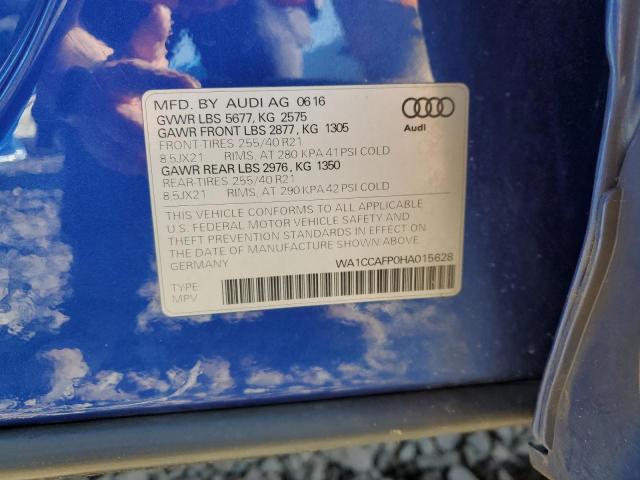 MFD. BY AUDI AG 06 16
GVWR LBS 5677, KG 2575
GAWR FRONT LBS 2877, KG 1305
FRONT-TIRES 255/40 R21
8,5JX21 RIMS, AT 280 KPA 41 PSI COLD
GAWR REAR LBS 2976, KG 1350
REAR-TIRES 255/40 R21
8,5JX21 RIMS, AT 290 KPA 42 PSI COLD
Audi
THIS VEHICLE CONFORMS TO ALL APPLICABLE
U.S. FEDERAL MOTOR VEHICLE SAFETY AND
THEFT PREVENTION STANDARDS IN EFFECT ON
THE DATE OF MANUFACTURE SHOWN ABOVE.
GERMANY WA1CCAFP0HA015628
TYPE
MPV